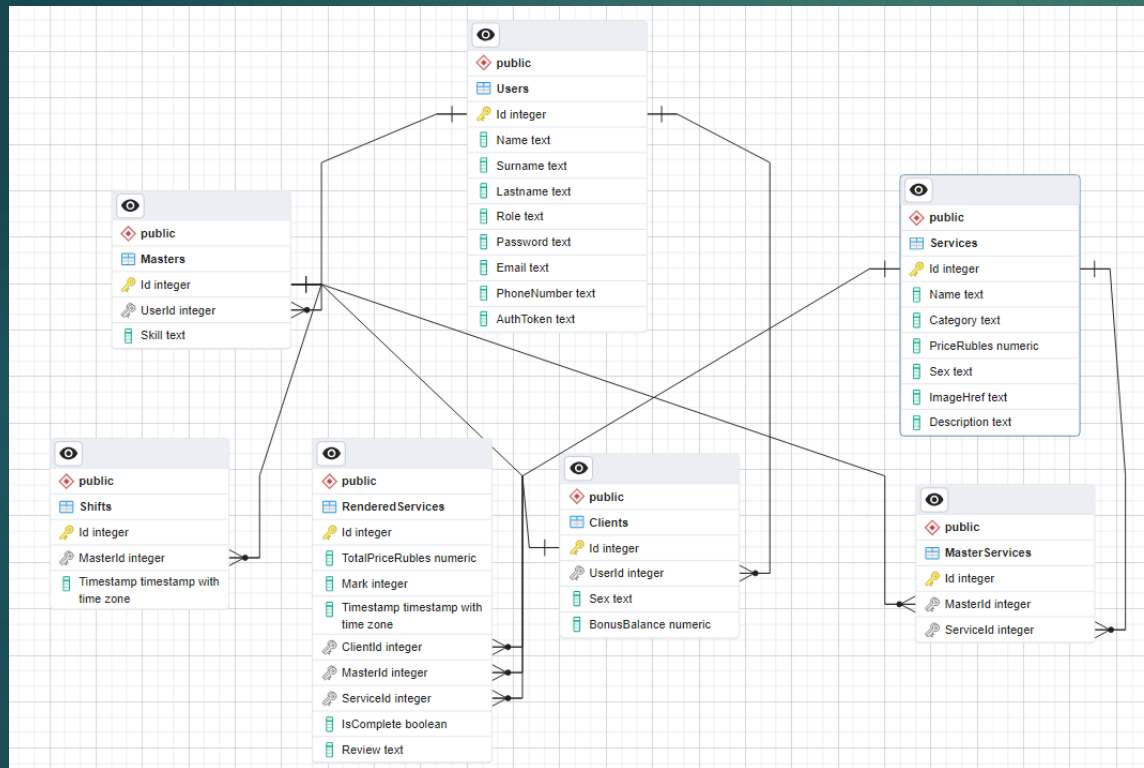 public
Users
Id integer
Name text
Surname text
Lastname text
Role text
Password text
Email text
PhoneNumber text
AuthToken text
public
Masters
Id integer
UserId integer
Skill text
public
Services
Id integer
Name text
Category text
PriceRubles numeric
Sex text
ImageHref text
Description text
public
Shifts
Id integer
MasterId integer
Timestamp timestamp with
time zone
public
RenderedServices
Id integer
TotalPriceRubles numeric
Mark integer
Timestamp timestamp with
time zone
ClientId integer
MasterId integer
ServiceId integer
IsComplete boolean
Review text
public
Clients
Id integer
UserId integer
Sex text
BonusBalance numeric
public
MasterServices
Id integer
MasterId integer
ServiceId integer